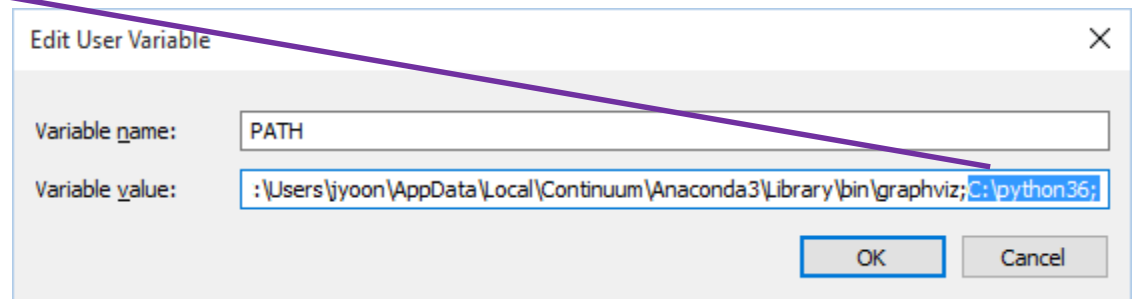 Edit User Variable
Variable name: PATH
Variable value: :\Users\jyoon\AppData\Local\Continuum\Anaconda3\Library\bin\graphviz;C:\python36;
OK Cancel